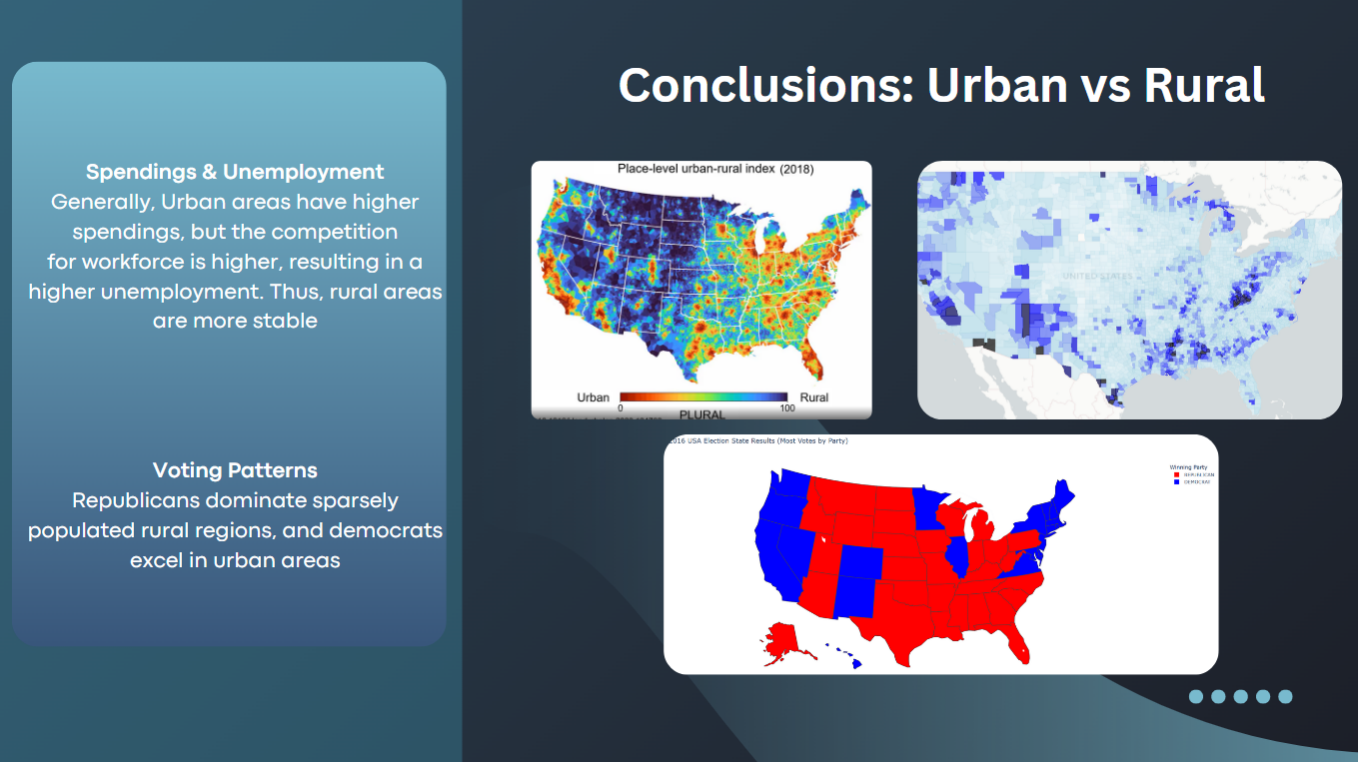 Conclusions: Urban vs Rural
Spendings & Unemployment
Generally, Urban areas have higher
spendings, but the competition
for workforce is higher, resulting in a
higher unemployment. Thus, rural areas
are more stable
Voting Patterns
Republicans dominate sparsely
populated rural regions, and democrats
excel in urban areas
Place-level urban-rural index (2018)
Urban
Rural
0
100
PLURAL
UNITED STATES
016 USA Election State Results (Most Votes by Party)
Winning Party
REPUBLICAN
DEMOCRAT